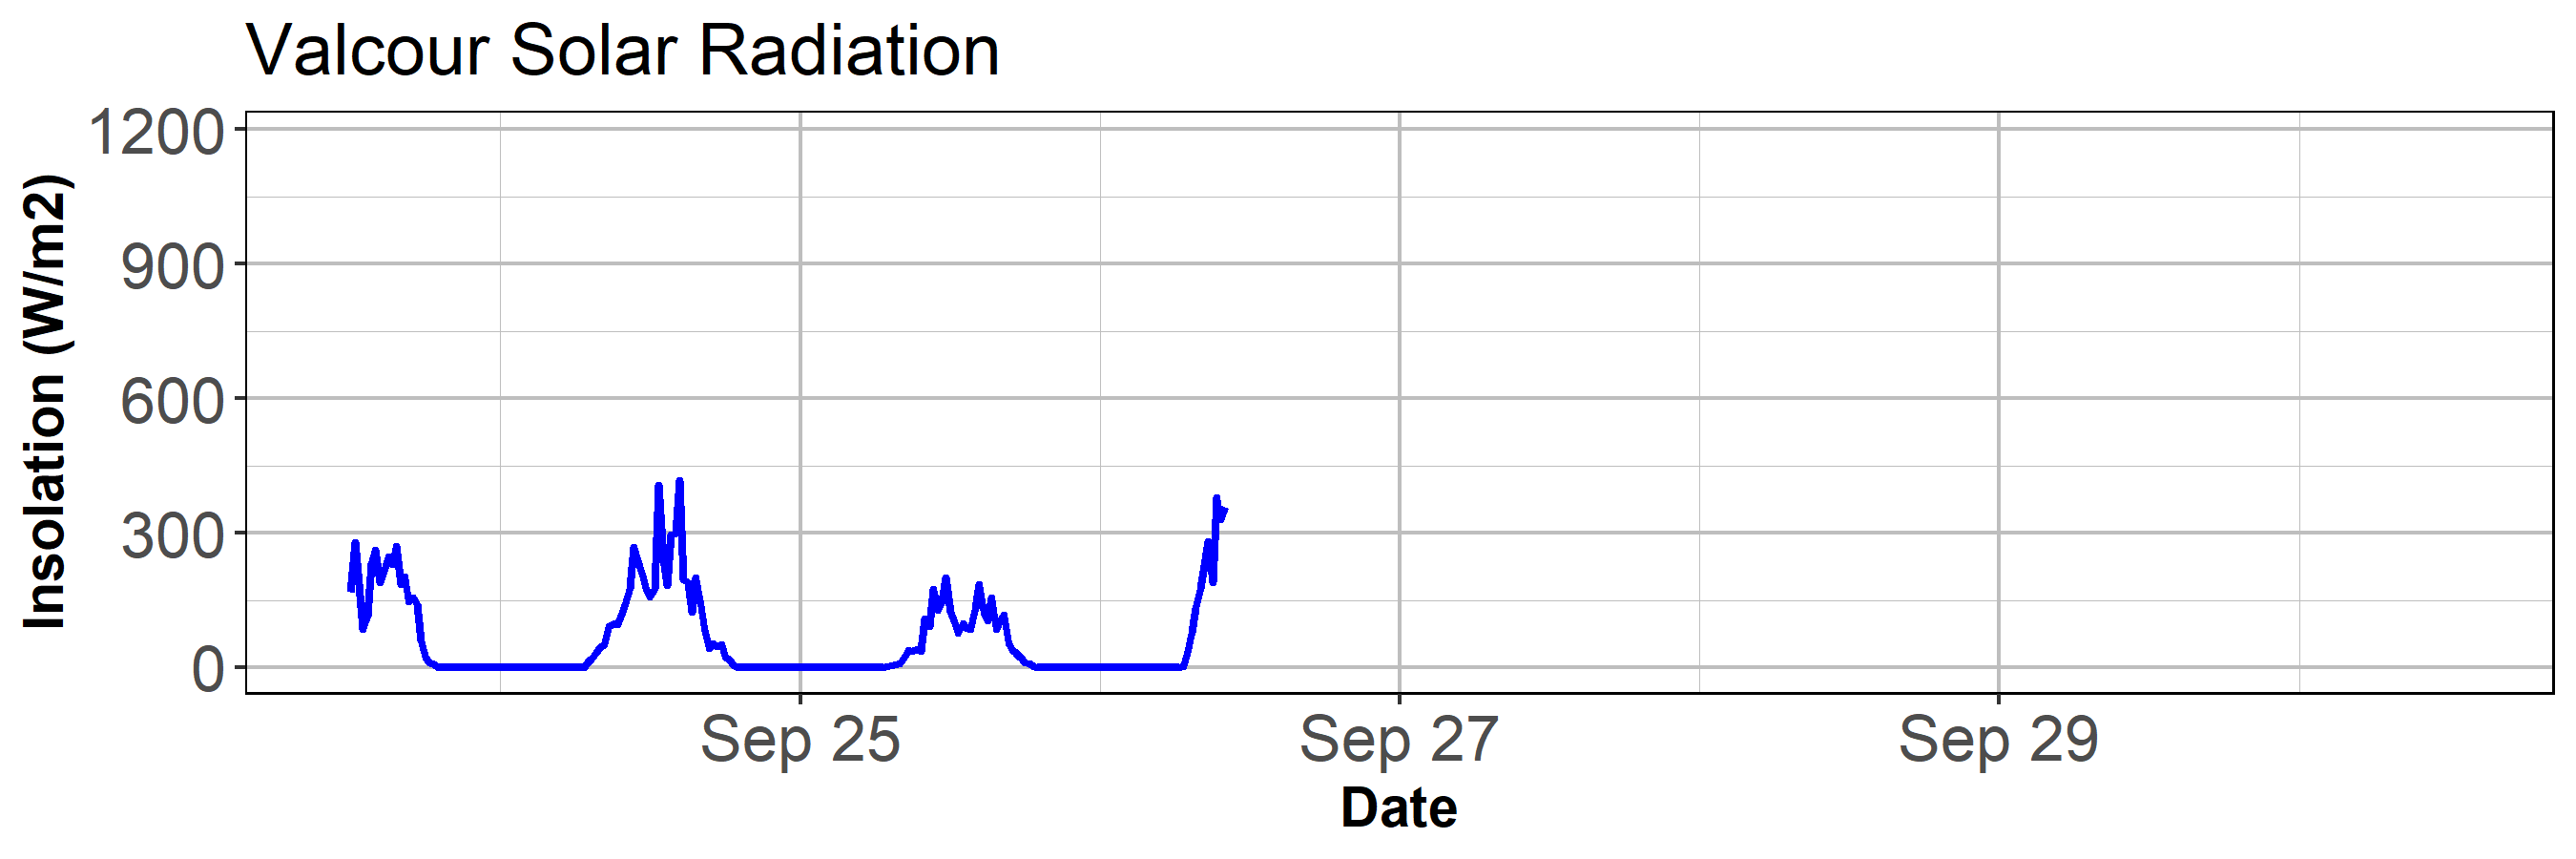 Valcour Solar Radiation
1200
900
600
300
0
Insolation (W/m2)
Sep 25
Sep 27
Sep 29
Date